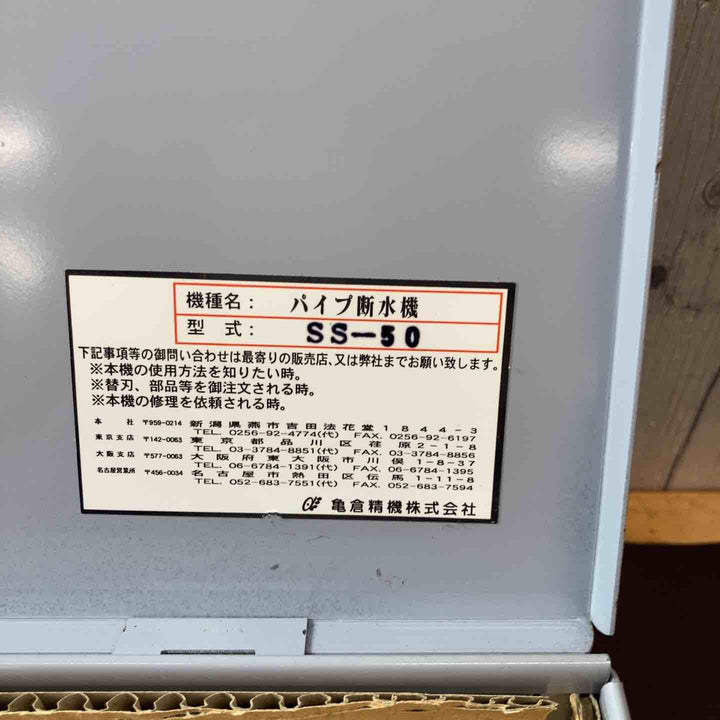 機種名： パイプ断水機
型式： SS-50
下記事項等の御問い合わせは最寄りの販売店、又は弊社までお願い致します。
※本機の使用方法を知りたい時。
※替刃、部品等を御注文される時。
※本機の修理を依頼される時。
本社 〒959-0214 新潟県燕市吉田法花堂1844-3
TEL. 0256-92-4774(代) FAX. 0256-92-6197
東京支店 〒142-0063 東京都品川区荏原2-1-8
TEL. 03-3784-8851(代) FAX. 03-3784-8856
大阪支店 〒577-0063 大阪府東大阪市川俣1-8-37
TEL. 06-6784-1391(代) FAX. 06-6784-1395
名古屋営業所 〒456-0034 名古屋市熱田区伝馬1-11-8
TEL. 052-683-7551(代) FAX. 052-683-7594
亀倉精機株式会社